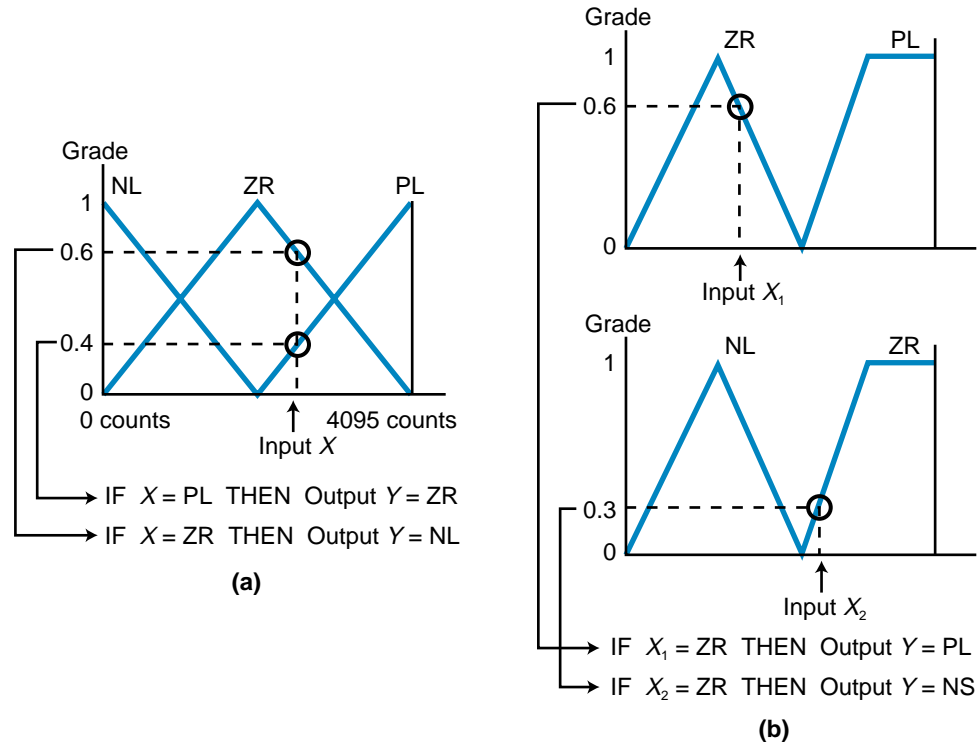 Grade
NL ZR PL
1
0.6
0.4
0
0 counts 4095 counts
Input X
IF X = PL THEN Output Y = ZR
IF X = ZR THEN Output Y = NL
(a)
Grade
ZR PL
1
0.6
0
Input X₁
Grade
NL ZR
1
0.3
0
Input X₂
IF X₁ = ZR THEN Output Y = PL
IF X₂ = ZR THEN Output Y = NS
(b)